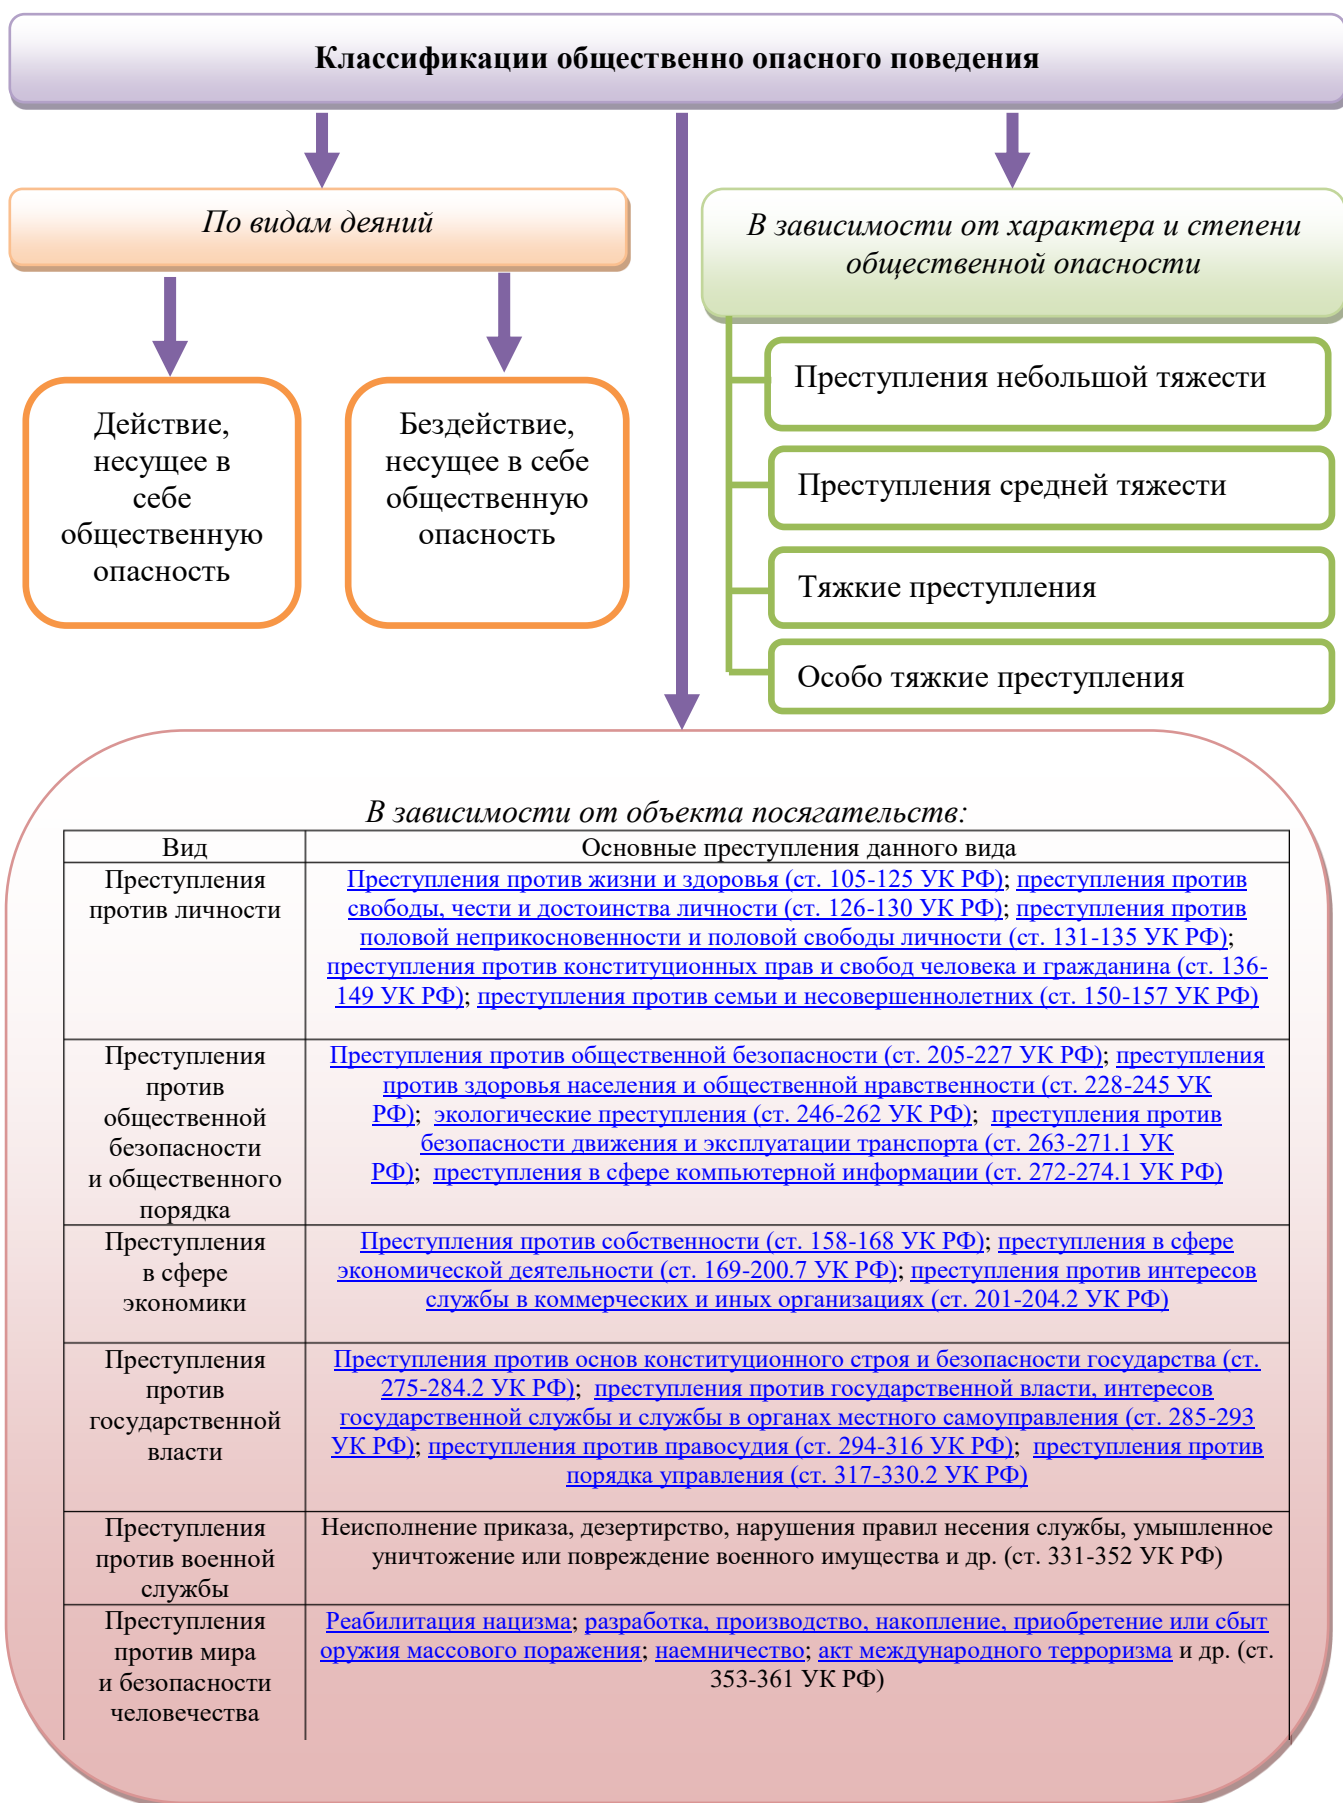 Классификации общественно опасного поведения
По видам деяний
Действие,
несущее в
себе
общественную
опасность
Бездействие,
несущее в себе
общественную
опасность
В зависимости от характера и степени
общественной опасности
Преступления небольшой тяжести
Преступления средней тяжести
Тяжкие преступления
Особо тяжкие преступления
В зависимости от объекта посягательств:
Вид
Основные преступления данного вида
Преступления
против личности
Преступления против жизни и здоровья (ст. 105-125 УК РФ); преступления против
свободы, чести и достоинства личности (ст. 126-130 УК РФ); преступления против
половой неприкосновенности и половой свободы личности (ст. 131-135 УК РФ);
преступления против конституционных прав и свобод человека и гражданина (ст. 136-
149 УК РФ); преступления против семьи и несовершеннолетних (ст. 150-157 УК РФ)
Преступления
против
общественной
безопасности
и общественного
порядка
Преступления против общественной безопасности (ст. 205-227 УК РФ); преступления
против здоровья населения и общественной нравственности (ст. 228-245 УК
РФ); экологические преступления (ст. 246-262 УК РФ); преступления против
безопасности движения и эксплуатации транспорта (ст. 263-271.1 УК
РФ); преступления в сфере компьютерной информации (ст. 272-274.1 УК РФ)
Преступления
в сфере
экономики
Преступления против собственности (ст. 158-168 УК РФ); преступления в сфере
экономической деятельности (ст. 169-200.7 УК РФ); преступления против интересов
службы в коммерческих и иных организациях (ст. 201-204.2 УК РФ)
Преступления
против
государственной
власти
Преступления против основ конституционного строя и безопасности государства (ст.
275-284.2 УК РФ); преступления против государственной власти, интересов
государственной службы и службы в органах местного самоуправления (ст. 285-293
УК РФ); преступления против правосудия (ст. 294-316 УК РФ); преступления против
порядка управления (ст. 317-330.2 УК РФ)
Преступления
против военной
службы
Неисполнение приказа, дезертирство, нарушения правил несения службы, умышленное
уничтожение или повреждение военного имущества и др. (ст. 331-352 УК РФ)
Преступления
против мира
и безопасности
человечества
Реабилитация нацизма; разработка, производство, накопление, приобретение или сбыт
оружия массового поражения; наемничество; акт международного терроризма и др. (ст.
353-361 УК РФ)